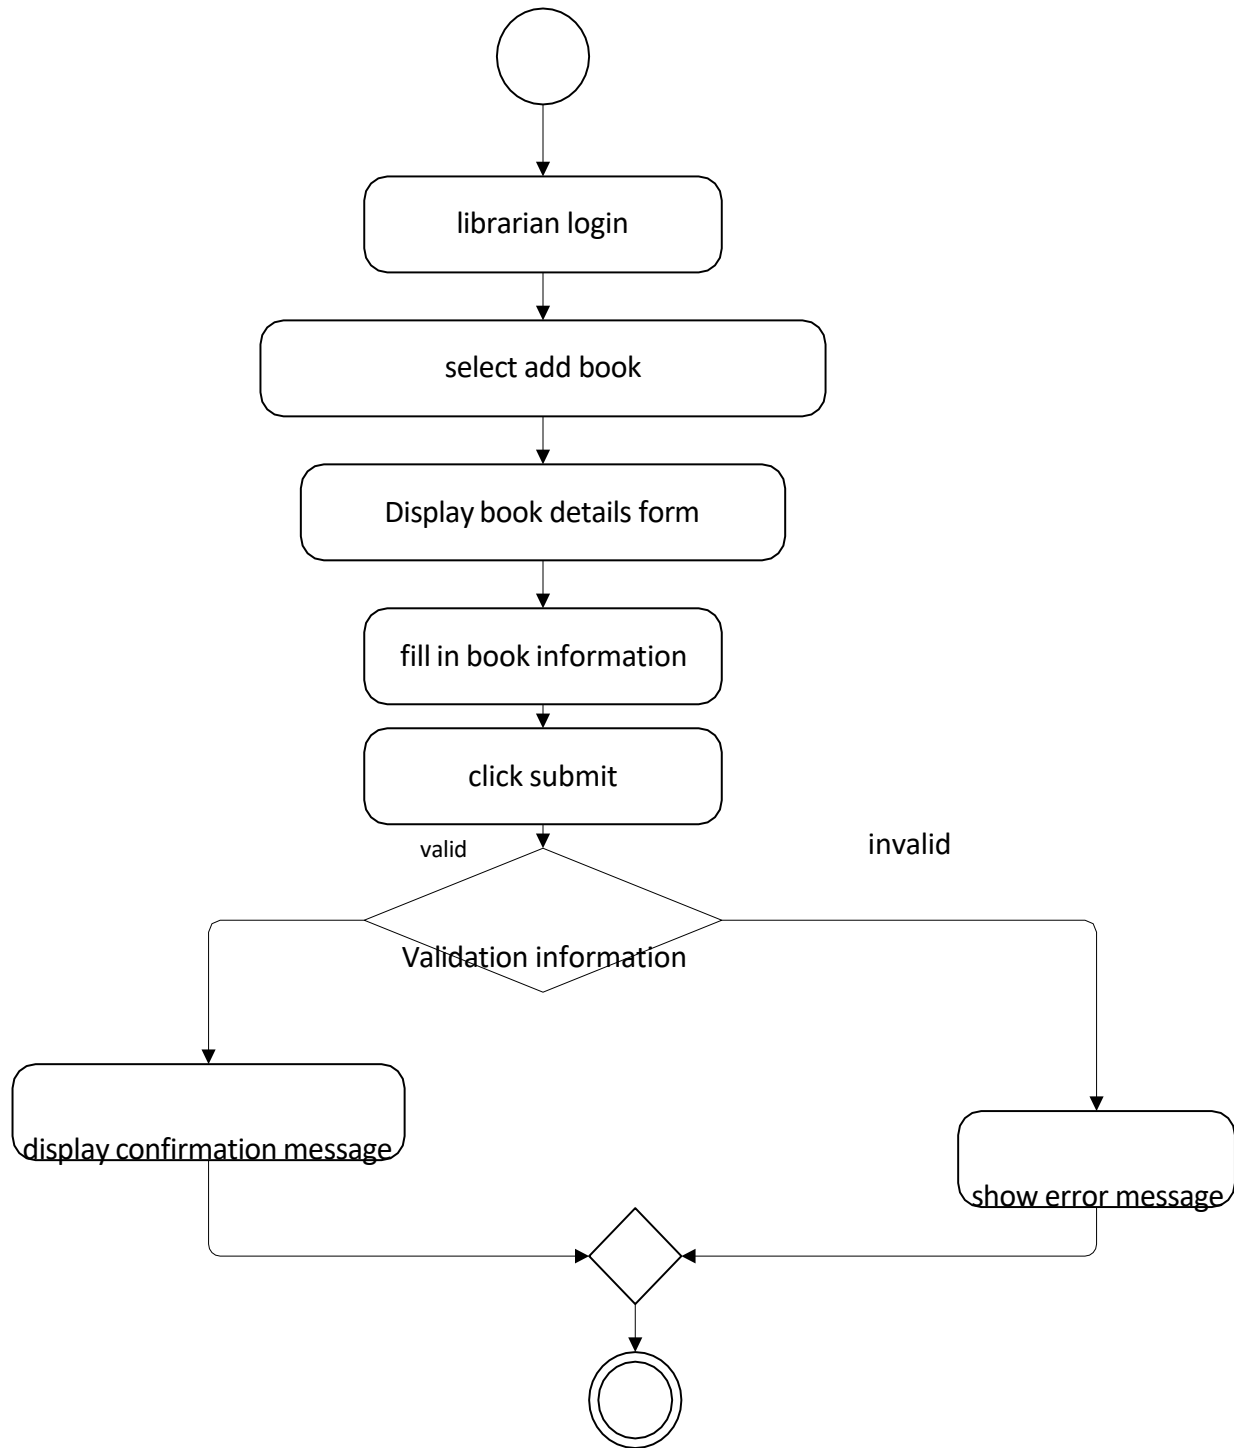 librarian login
select add book
Display book details form
fill in book information
click submit
valid
invalid
Validation information
display confirmation message
show error message